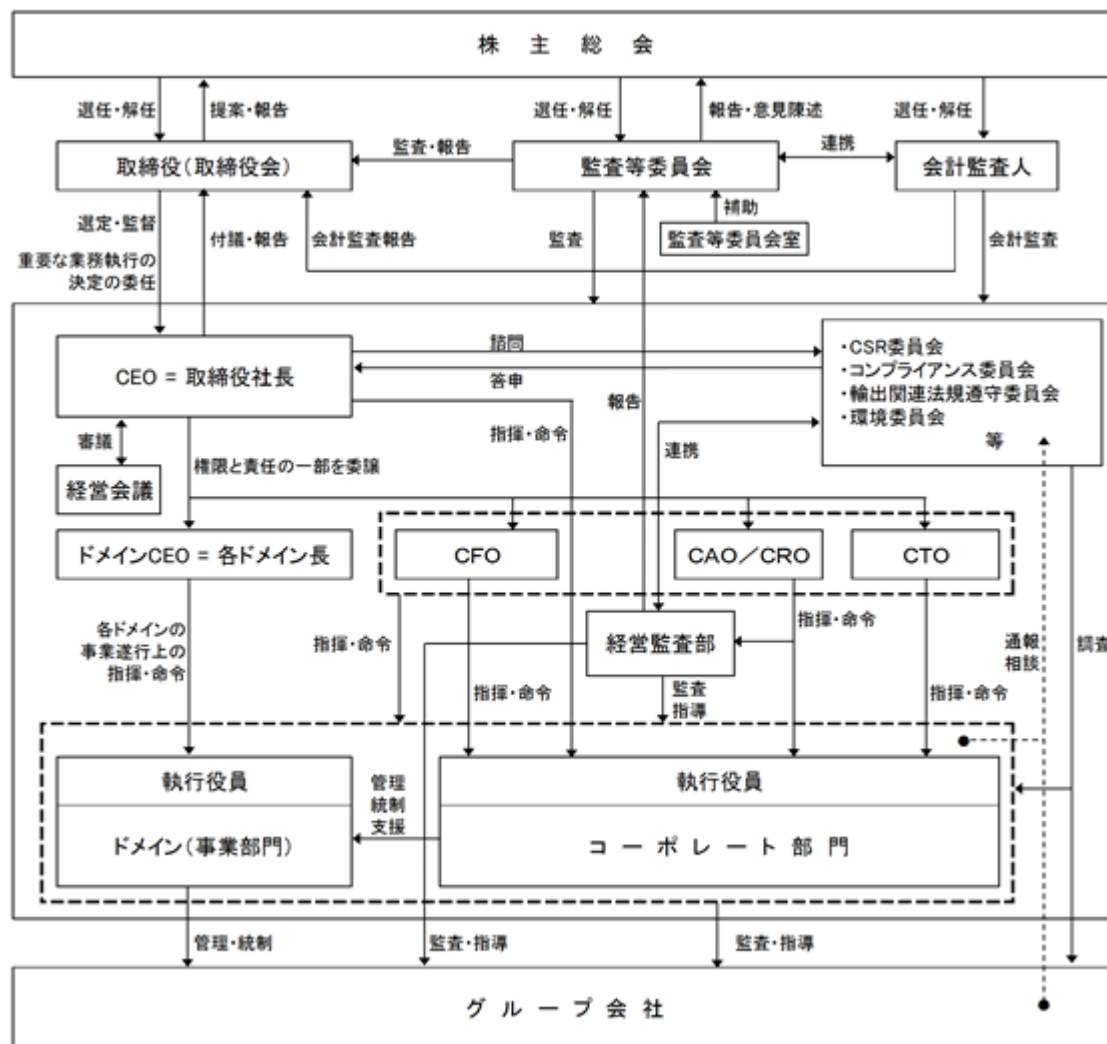 株主総会
選任・解任
提案・報告
選任・解任
報告・意見陳述
選任・解任
取締役(取締役会)
監査・報告
監査等委員会
連携
会計監査人
補助
監査等委員会室
選定・監督
重要な業務執行の
決定の委任
付議・報告
会計監査報告
監査
会計監査
CEO = 取締役社長
諮問
答申
・CSR委員会
・コンプライアンス委員会
・輸出関連法規遵守委員会
・環境委員会
等
報告
審議
経営会議
権限と責任の一部を委譲
指揮・命令
連携
ドメインCEO = 各ドメイン長
CFO
CAO/CRO
CTO
各ドメインの
事業遂行上の
指揮・命令
指揮・命令
指揮・命令
経営監査部
指揮・命令
監査
指導
指揮・命令
通報
相談
調査
執行役員
ドメイン(事業部門)
管理
統制
支援
執行役員
コーポレート部門
管理・統制
監査・指導
監査・指導
グループ会社